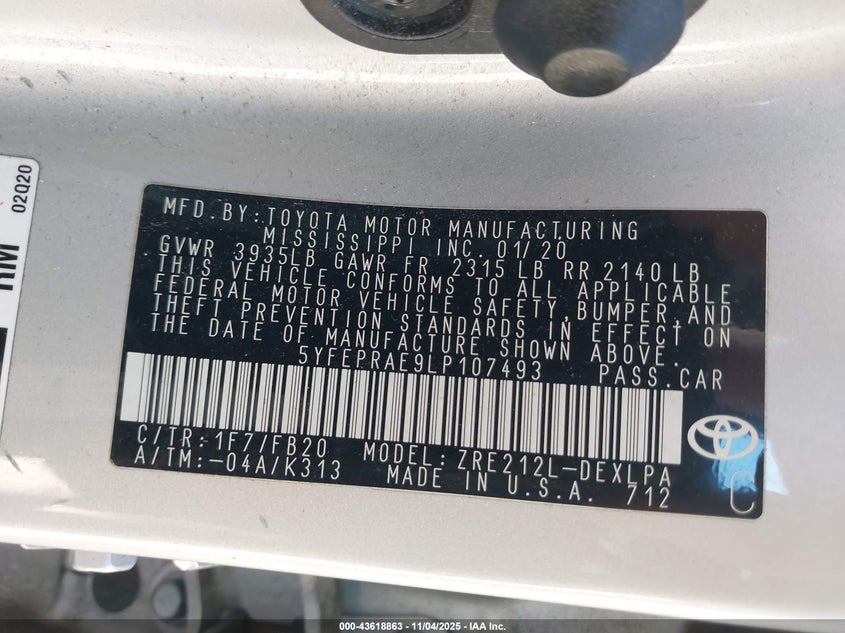 02Q20
RM
MFD.BY:TOYOTA MOTOR MANUFACTURING
MISSISSIPPI INC. 01/20
GVWR 3935LB GAWR FR 2315 LB RR 2140 LB
THIS VEHICLE CONFORMS TO ALL APPLICABLE
FEDERAL MOTOR VEHICLE SAFETY,BUMPER,AND
THEFT PREVENTION STANDARDS IN EFFECT ON
THE DATE OF MANUFACTURE SHOWN ABOVE.
5YFEPRAE9LP107493 PASS.CAR
C/TR:1F7/FB20 MODEL:ZRE212L-DEXLPA
A/TM:-04A/K313 MADE IN U.S.A. 712
C
000-43618863 - 11/04/2025 - IAA Inc.